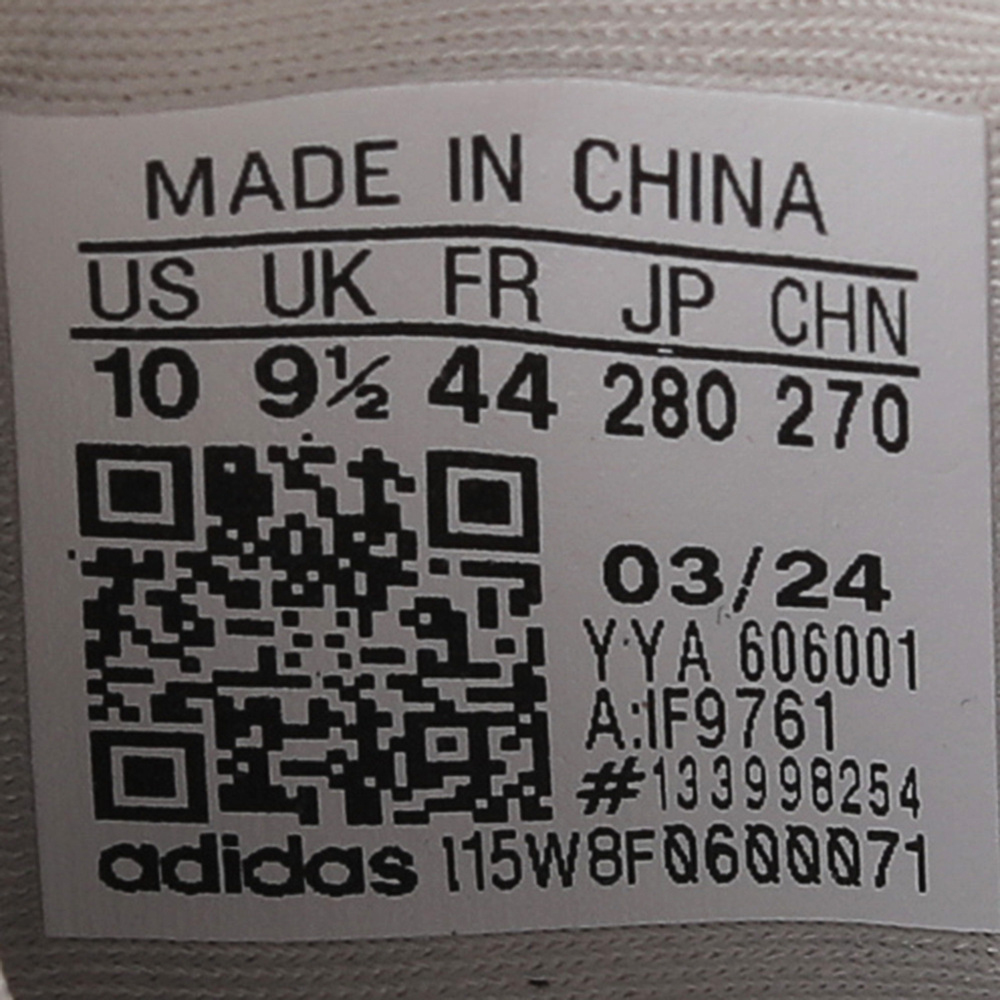 MADE IN CHINA
US UK FR JP CHN
10 9½ 44 280 270
03/24
YYA 606001
A:IF9761
#133998254
adidas I15W8F0600071